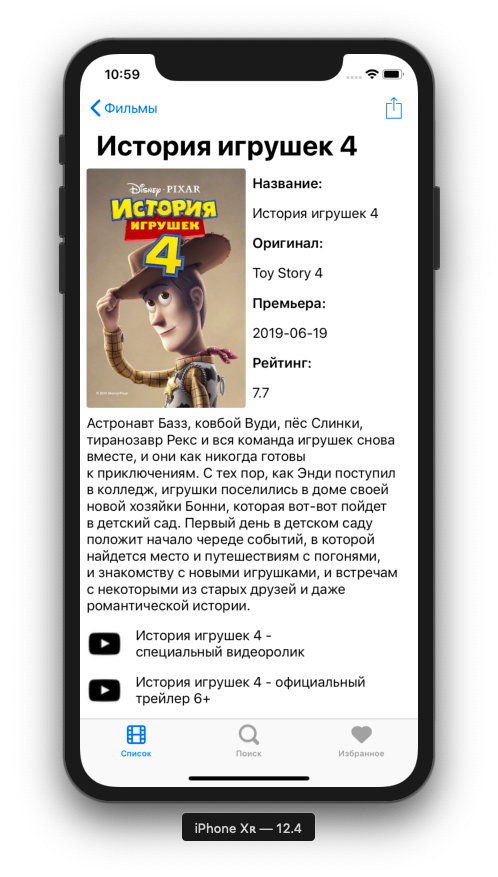 10:59
Фильмы
История игрушек 4
Disney · PIXAR
ИСТОРИЯ
ИГРУШЕК
4
Название:
История игрушек 4
Оригинал:
Toy Story 4
Премьера:
2019-06-19
Рейтинг:
7.7
Астронавт Базз, ковбой Вуди, пёс Слинки,
тиранозавр Рекс и вся команда игрушек снова
вместе, и они как никогда готовы
к приключениям. С тех пор, как Энди поступил
в колледж, игрушки поселились в доме своей
новой хозяйки Бонни, которая вот-вот пойдет
в детский сад. Первый день в детском саду
положит начало череде событий, в которой
найдется место и путешествиям с погонями,
и знакомству с новыми игрушками, и встречам
с некоторыми из старых друзей и даже
романтической истории.
История игрушек 4 -
специальный видеоролик
История игрушек 4 - официальный
трейлер 6+
Список
Поиск
Избранное
iPhone Xʀ — 12.4